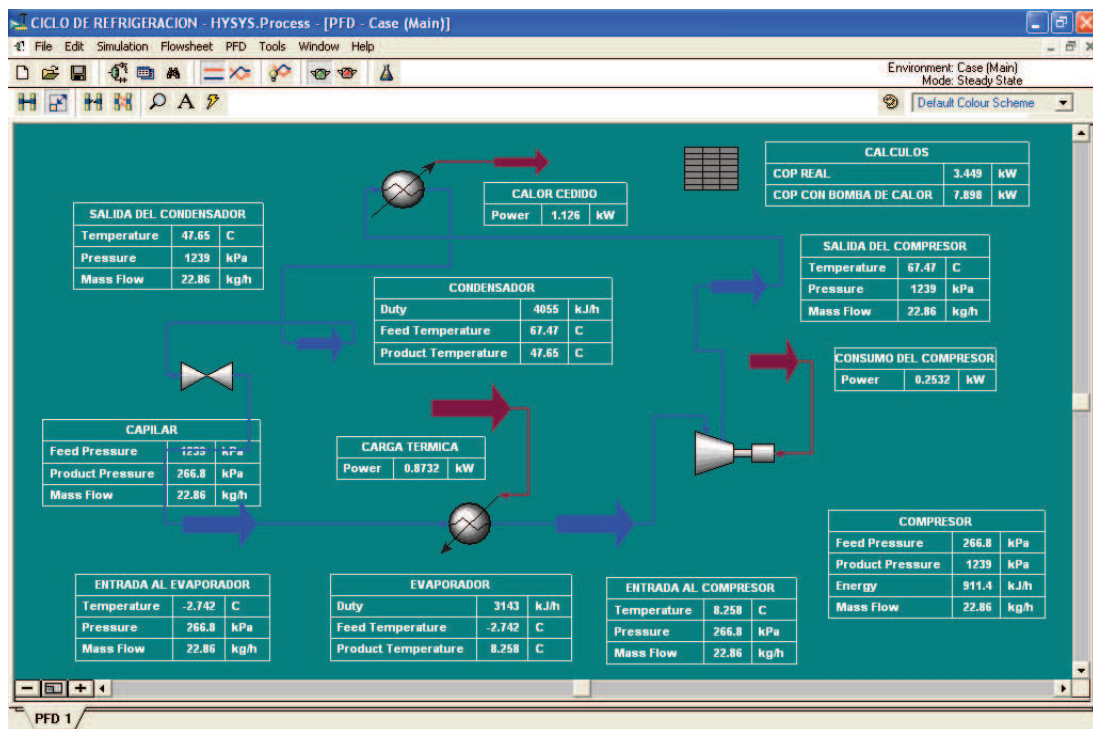 CICLO DE REFRIGERACION - HYSYS.Process - [PFD - Case (Main)]
File Edit Simulation Flowsheet PFD Tools Window Help
Environment: Case (Main)
Mode: Steady State
A
Default Colour Scheme
CALCULOS
COP REAL 3.449 kW
COP CON BOMBA DE CALOR 7.898 kW
CALOR CEDIDO
Power 1.126 kW
SALIDA DEL CONDENSADOR
Temperature 47.65 C
Pressure 1239 kPa
Mass Flow 22.86 kg/h
SALIDA DEL COMPRESOR
Temperature 67.47 C
Pressure 1239 kPa
Mass Flow 22.86 kg/h
CONDENSADOR
Duty 4055 kJ/h
Feed Temperature 67.47 C
Product Temperature 47.65 C
CONSUMO DEL COMPRESOR
Power 0.2532 kW
CAPILAR
Feed Pressure 1239 kPa
Product Pressure 266.8 kPa
Mass Flow 22.86 kg/h
CARGA TERMICA
Power 0.8732 kW
COMPRESOR
Feed Pressure 266.8 kPa
Product Pressure 1239 kPa
Energy 911.4 kJ/h
Mass Flow 22.86 kg/h
ENTRADA AL EVAPORADOR
Temperature -2.742 C
Pressure 266.8 kPa
Mass Flow 22.86 kg/h
EVAPORADOR
Duty 3143 kJ/h
Feed Temperature -2.742 C
Product Temperature 8.258 C
ENTRADA AL COMPRESOR
Temperature 8.258 C
Pressure 266.8 kPa
Mass Flow 22.86 kg/h
PFD 1